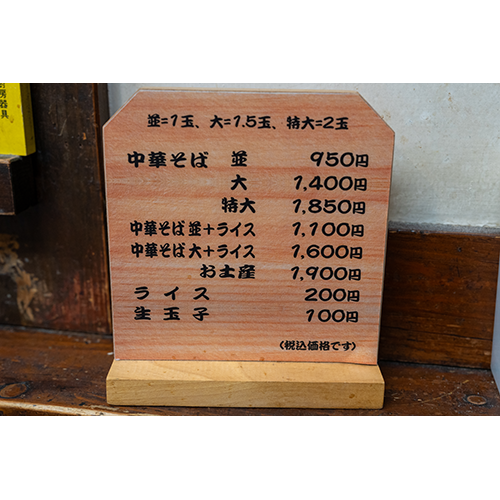 厨房器具
並=1玉、大=1.5玉、特大=2玉
中華そば 並 950円
大 1,400円
特大 1,850円
中華そば 並+ライス 1,100円
中華そば 大+ライス 1,600円
お土産 1,900円
ライス 200円
生玉子 100円
(税込価格です)